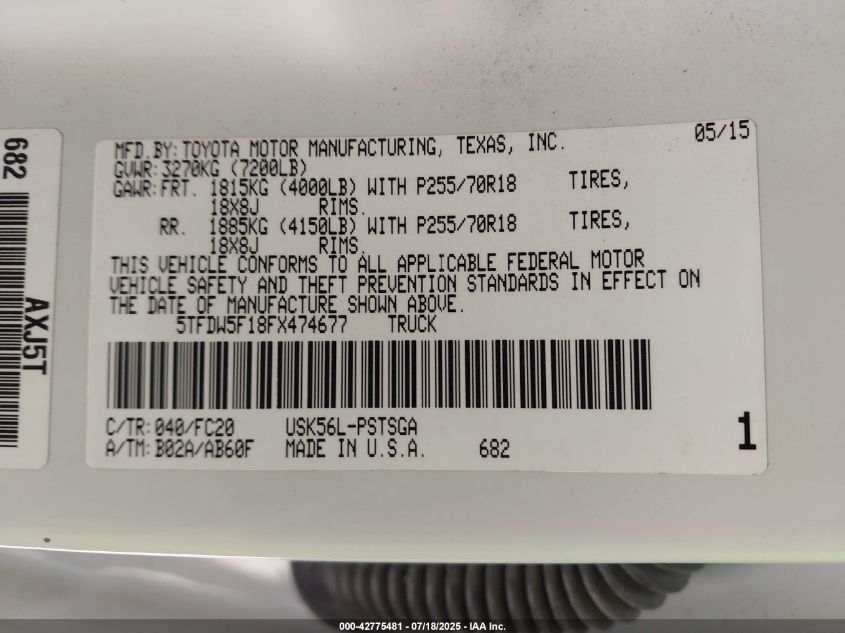 MFD.BY: TOYOTA MOTOR MANUFACTURING, TEXAS, INC. 05/15
GVWR: 3270KG (7200LB)
GAWR: FRT. 1815KG (4000LB) WITH P255/70R18 TIRES,
18X8J RIMS.
RR. 1885KG (4150LB) WITH P255/70R18 TIRES,
18X8J RIMS.
THIS VEHICLE CONFORMS TO ALL APPLICABLE FEDERAL MOTOR
VEHICLE SAFETY AND THEFT PREVENTION STANDARDS IN EFFECT ON
THE DATE OF MANUFACTURE SHOWN ABOVE.
5TFDW5F18FX474677 TRUCK
C/TR: 040/FC20 USK56L-PSTSGA
A/TM: B02A/AB60F MADE IN U.S.A. 682
1
682
AXJ5T
000-42775481 - 07/18/2025 - IAA Inc.